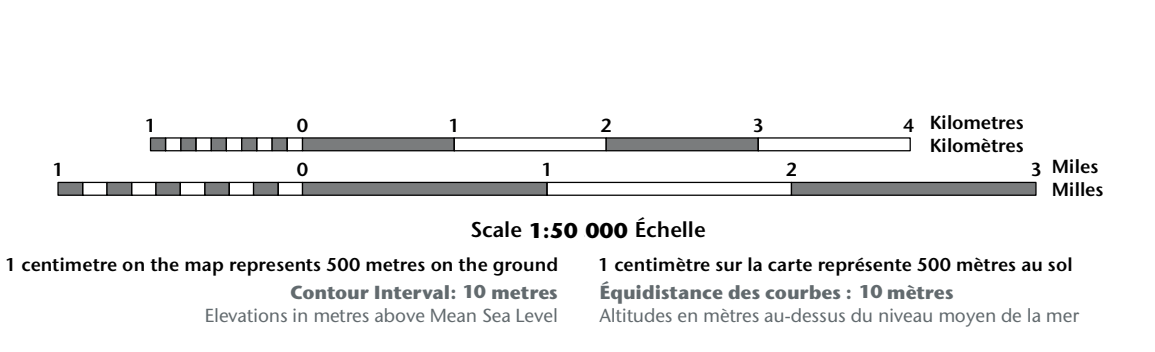 1 0 1 2 3 4 Kilometres
Kilomètres
1 0 1 2 3 Miles
Milles
Scale 1:50 000 Échelle
1 centimetre on the map represents 500 metres on the ground
Contour Interval: 10 metres
Elevations in metres above Mean Sea Level
1 centimètre sur la carte représente 500 mètres au sol
Équidistance des courbes : 10 mètres
Altitudes en mètres au-dessus du niveau moyen de la mer